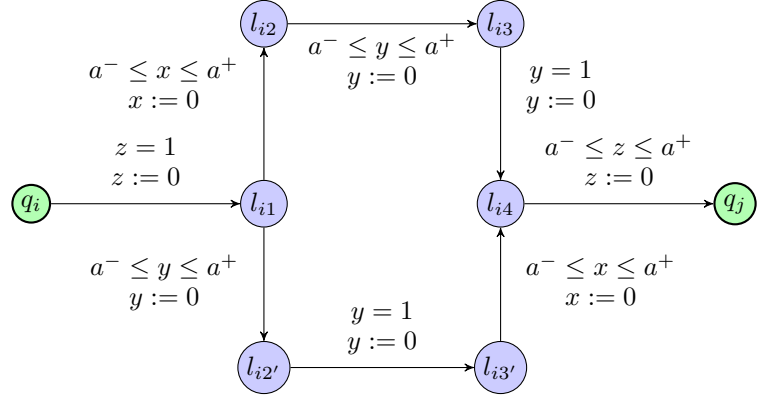 l_{i2}
l_{i3}
a^- ≤ x ≤ a^+
x := 0
a^- ≤ y ≤ a^+
y := 0
y = 1
y := 0
z = 1
z := 0
a^- ≤ z ≤ a^+
z := 0
q_i
l_{i1}
l_{i4}
q_j
a^- ≤ y ≤ a^+
y := 0
y = 1
y := 0
a^- ≤ x ≤ a^+
x := 0
l_{i2'}
l_{i3'}